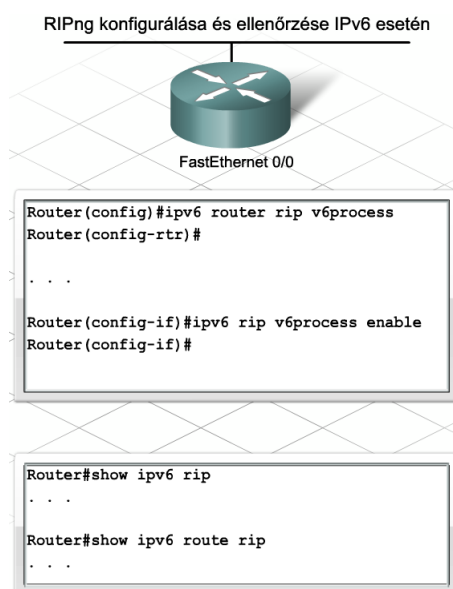 RIPng konfigurálása és ellenőrzése IPv6 esetén
FastEthernet 0/0
Router(config)#ipv6 router rip v6process
Router(config-rtr)#
. . .
Router(config-if)#ipv6 rip v6process enable
Router(config-if)#
Router#show ipv6 rip
. . .
Router#show ipv6 route rip
. . .